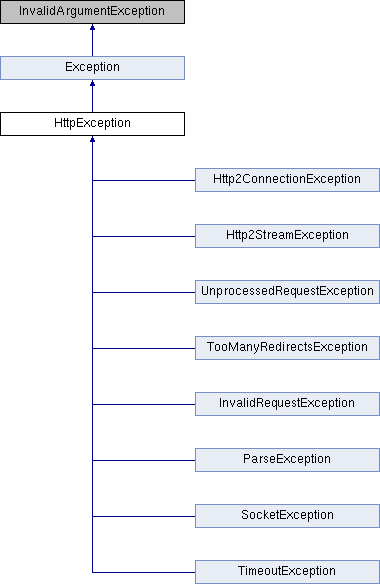 InvalidArgumentException
Exception
HttpException
Http2ConnectionException
Http2StreamException
UnprocessedRequestException
TooManyRedirectsException
InvalidRequestException
ParseException
SocketException
TimeoutException